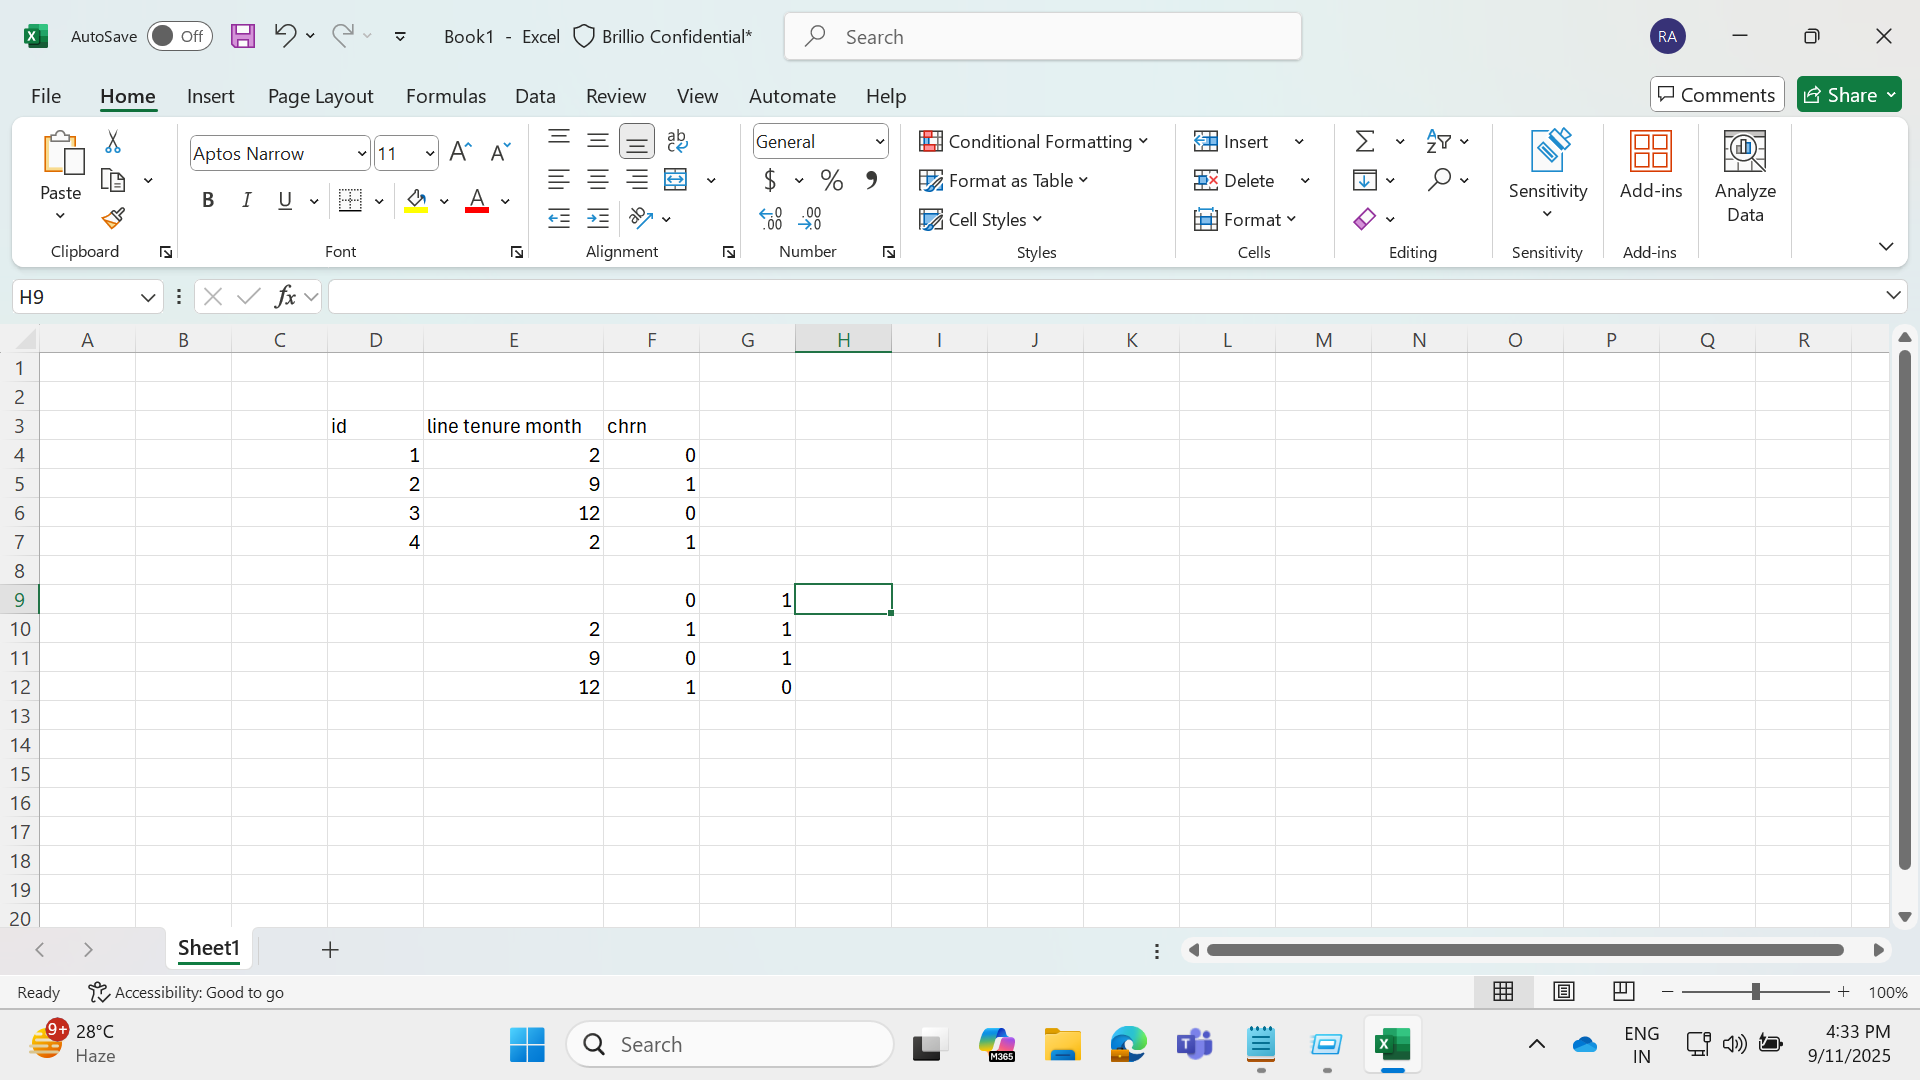 AutoSave Off Book1 - Excel Brillio Confidential* Search RA
File Home Insert Page Layout Formulas Data Review View Automate Help Comments Share
Paste
Clipboard
Aptos Narrow 11
B I U A
Font
ab
Alignment
General
$ % 9
Number
Conditional Formatting
Format as Table
Cell Styles
Styles
Insert
Delete
Format
Cells
Editing
Sensitivity
Sensitivity
Add-ins
Add-ins
Analyze
Data
H9 fx
A B C D E F G H I J K L M N O P Q R
1
2
3 id line tenure month chrn
4 1 2 0
5 2 9 1
6 3 12 0
7 4 2 1
8
9 0 1
10 2 1 1
11 9 0 1
12 12 1 0
13
14
15
16
17
18
19
20
Sheet1
Ready Accessibility: Good to go 100%
9+ 28°C
Haze
Search
M365
ENG
IN
4:33 PM
9/11/2025